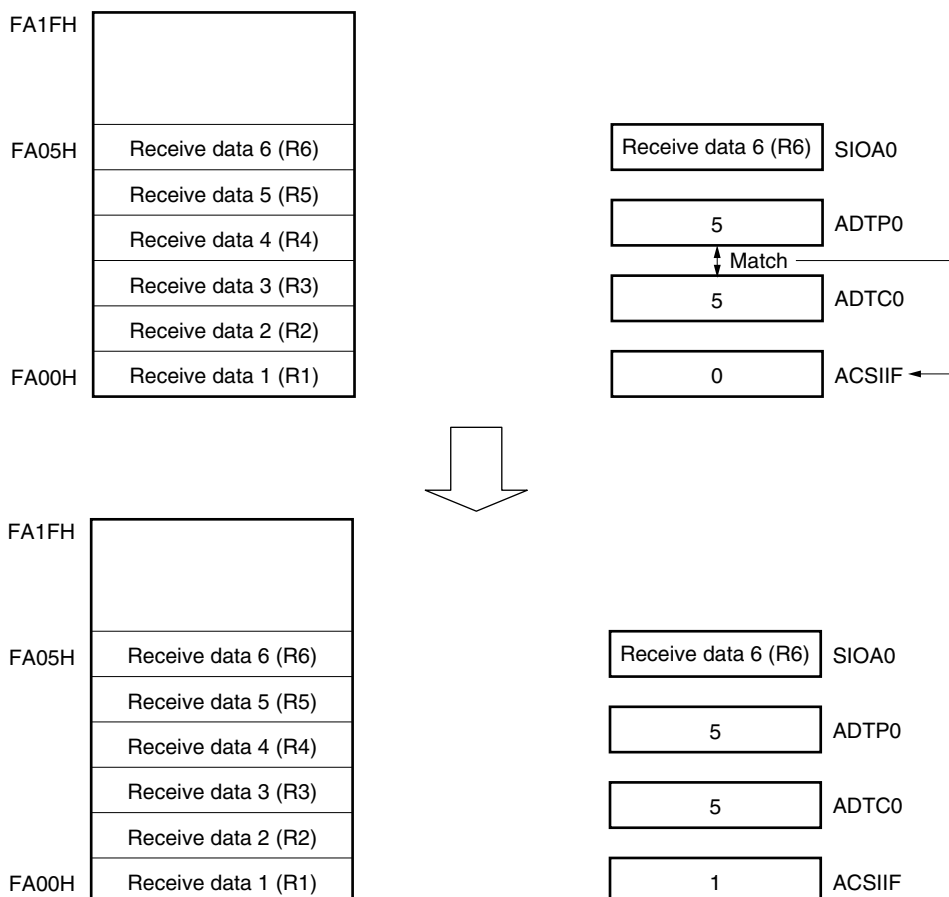 FA1FH
FA05H Receive data 6 (R6) Receive data 6 (R6) SIOA0
Receive data 5 (R5)
5 ADTP0
Receive data 4 (R4)
Match
Receive data 3 (R3)
5 ADTC0
Receive data 2 (R2)
FA00H Receive data 1 (R1) 0 ACSIIF
FA1FH
FA05H Receive data 6 (R6) Receive data 6 (R6) SIOA0
Receive data 5 (R5)
5 ADTP0
Receive data 4 (R4)
Receive data 3 (R3)
5 ADTC0
Receive data 2 (R2)
FA00H Receive data 1 (R1) 1 ACSIIF